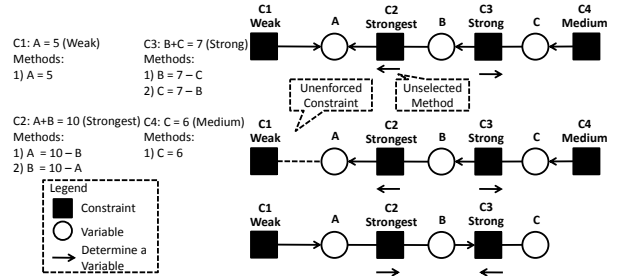 C1: A = 5 (Weak)
Methods:
1) A = 5
C3: B+C = 7 (Strong)
Methods:
1) B = 7 – C
2) C = 7 – B
C2: A+B = 10 (Strongest)
Methods:
1) A = 10 – B
2) B = 10 – A
C4: C = 6 (Medium)
Methods:
1) C = 6
Legend
Constraint
Variable
Determine a
Variable
C1
Weak
A
C2
Strongest
B
C3
Strong
C
C4
Medium
Unenforced
Constraint
Unselected
Method
C1
Weak
A
C2
Strongest
B
C3
Strong
C
C4
Medium
C1
Weak
A
C2
Strongest
B
C3
Strong
C